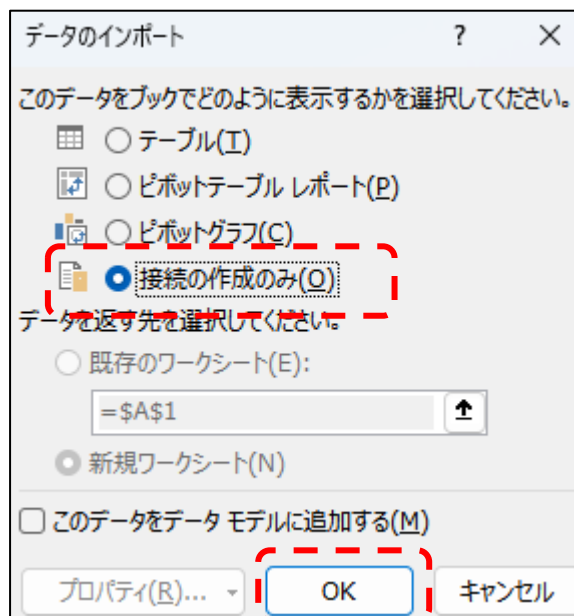 データのインポート ? ×
このデータをブックでどのように表示するかを選択してください。
テーブル(T)
ピボットテーブル レポート(P)
ピボットグラフ(C)
接続の作成のみ(O)
データを返す先を選択してください。
既存のワークシート(E):
=$A$1
新規ワークシート(N)
このデータをデータ モデルに追加する(M)
プロパティ(R)... OK キャンセル